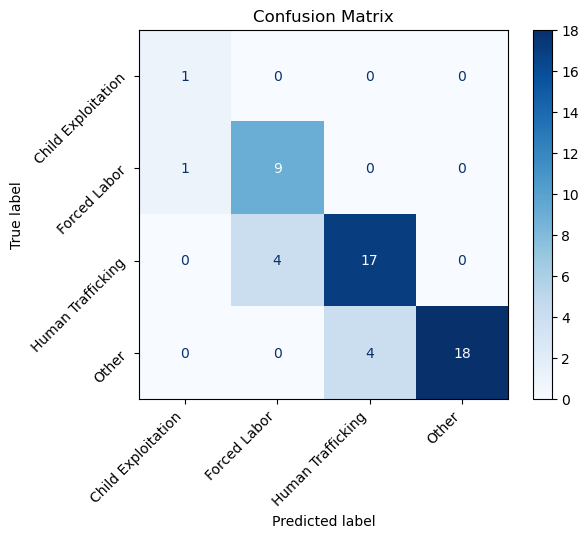 Confusion Matrix
True label
Child Exploitation
1 0 0 0
Forced Labor
1 9 0 0
Human Trafficking
0 4 17 0
Other
0 0 4 18
Child Exploitation
Forced Labor
Human Trafficking
Other
Predicted label
18
16
14
12
10
8
6
4
2
0